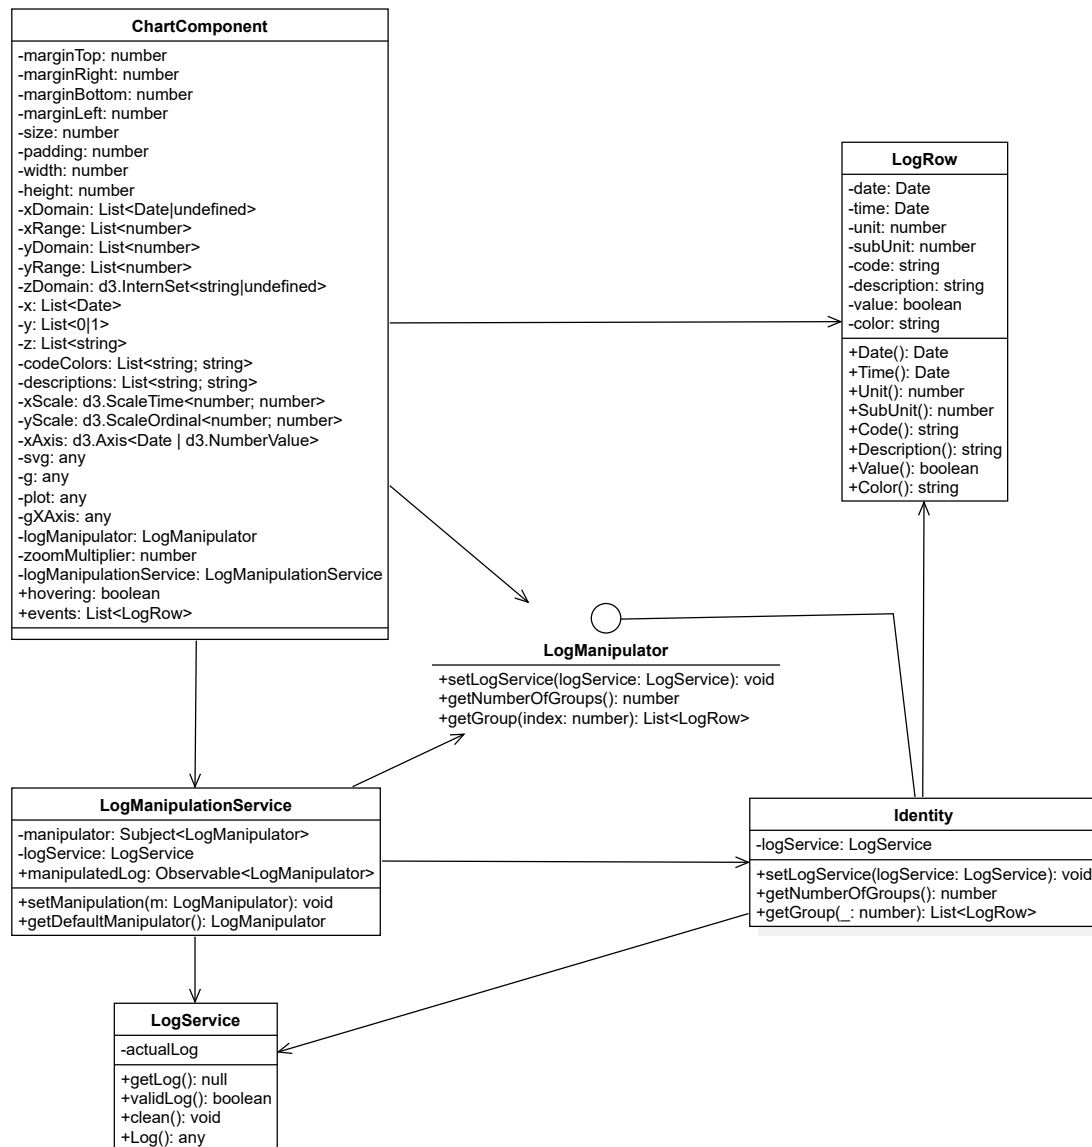 ChartComponent
-marginTop: number
-marginRight: number
-marginBottom: number
-marginLeft: number
-size: number
-padding: number
-width: number
-height: number
-xDomain: List<Date|undefined>
-xRange: List<number>
-yDomain: List<number>
-yRange: List<number>
-zDomain: d3.InternSet<string|undefined>
-x: List<Date>
-y: List<0|1>
-z: List<string>
-codeColors: List<string; string>
-descriptions: List<string; string>
-xScale: d3.ScaleTime<number; number>
-yScale: d3.ScaleOrdinal<number; number>
-xAxis: d3.Axis<Date | d3.NumberValue>
-svg: any
-g: any
-plot: any
-gXAxis: any
-logManipulator: LogManipulator
-zoomMultiplier: number
-logManipulationService: LogManipulationService
+hovering: boolean
+events: List<LogRow>
LogRow
-date: Date
-time: Date
-unit: number
-subUnit: number
-code: string
-description: string
-value: boolean
-color: string
+Date(): Date
+Time(): Date
+Unit(): number
+SubUnit(): number
+Code(): string
+Description(): string
+Value(): boolean
+Color(): string
LogManipulator
+setLogService(logService: LogService): void
+getNumberOfGroups(): number
+getGroup(index: number): List<LogRow>
LogManipulationService
-manipulator: Subject<LogManipulator>
-logService: LogService
+manipulatedLog: Observable<LogManipulator>
+setManipulation(m: LogManipulator): void
+getDefaultManipulator(): LogManipulator
Identity
-logService: LogService
+setLogService(logService: LogService): void
+getNumberOfGroups(): number
+getGroup(_: number): List<LogRow>
LogService
-actualLog
+getLog(): null
+validLog(): boolean
+clean(): void
+Log(): any